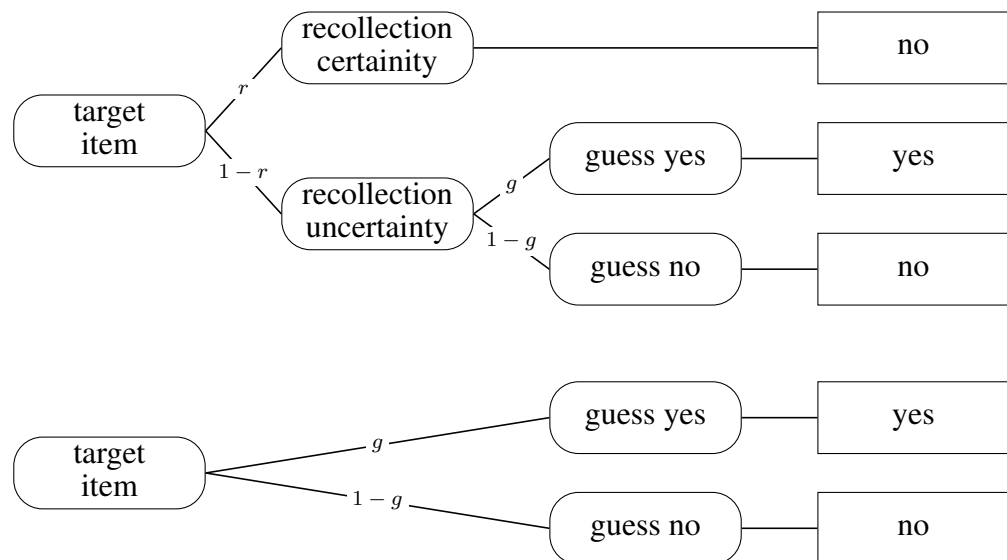 recollection
certainity
no
r
target
item
1 − r
recollection
uncertainty
g
guess yes
yes
1 − g
guess no
no
target
item
g
guess yes
yes
1 − g
guess no
no